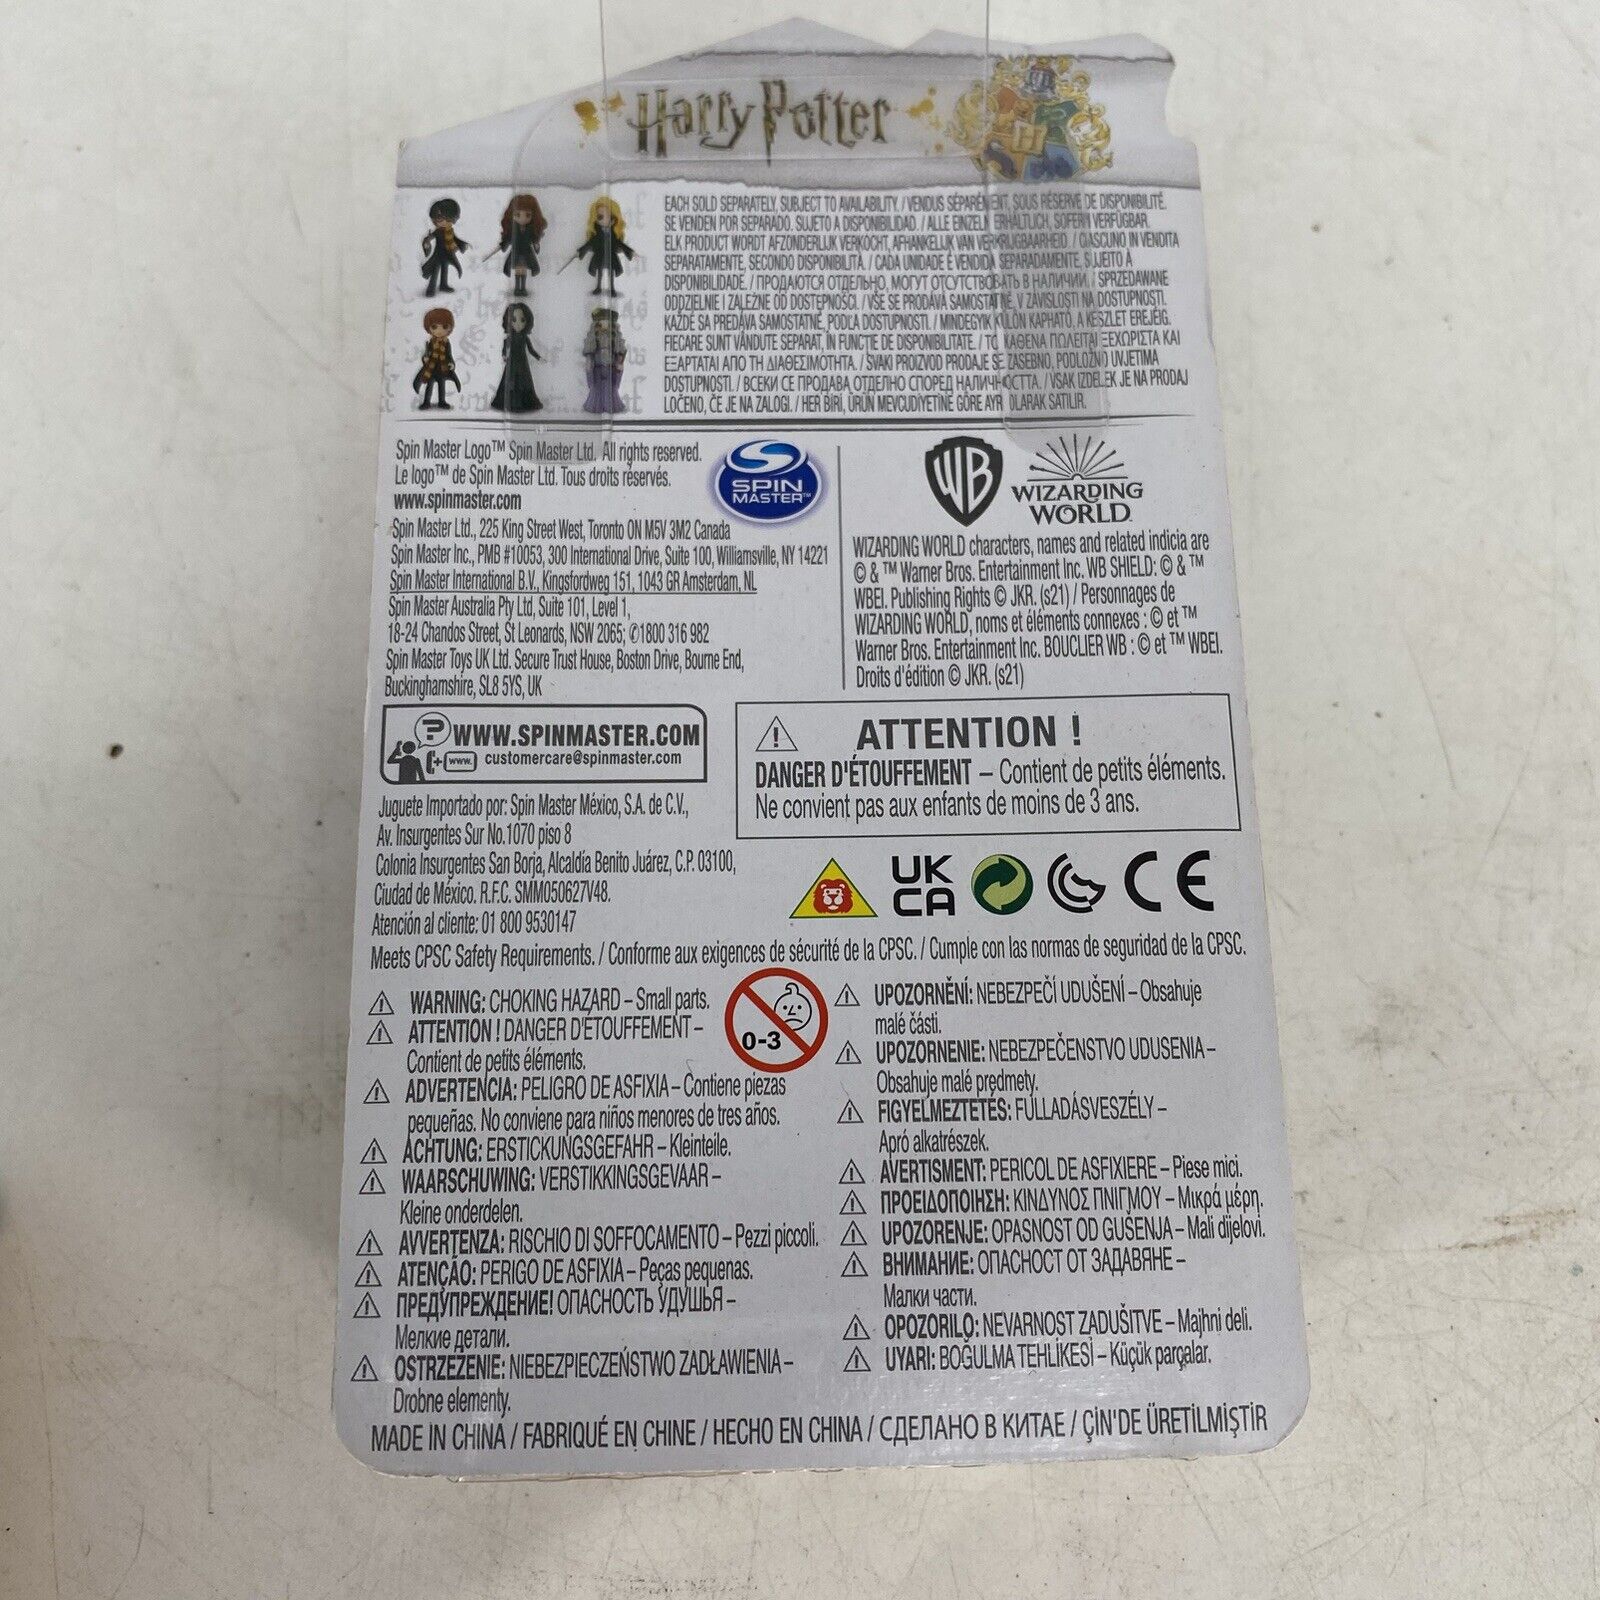 Harry Potter
EACH SOLD SEPARATELY, SUBJECT TO AVAILABILITY. / VENDUS SÉPARÉMENT, SOUS RÉSERVE DE DISPONIBILITÉ.
SE VENDEN POR SEPARADO. SUJETO A DISPONIBILIDAD. / ALLE EINZELN ERHÄLTLICH, SOFERN VERFÜGBAR.
ELK PRODUCT WORDT AFZONDERLIJK VERKOCHT, AFHANKELIJK VAN VERKRIJGBAARHEID. / CIASCUNO IN VENDITA
SEPARATAMENTE, SECONDO DISPONIBILITÀ. / CADA UNIDADE É VENDIDA SEPARADAMENTE, SUJEITO À
DISPONIBILIDADE. / ПРОДАЮТСЯ ОТДЕЛЬНО, МОГУТ ОТСУТСТВОВАТЬ В НАЛИЧИИ. / SPRZEDAWANE
ODDZIELNIE I ZALEŻNE OD DOSTĘPNOŚCI. / VŠE SE PRODÁVÁ SAMOSTATNĚ, V ZÁVISLOSTI NA DOSTUPNOSTI.
KAŽDÉ SA PREDÁVA SAMOSTATNE, PODĽA DOSTUPNOSTI. / MINDEGYIK KÜLÖN KAPHATÓ, A KÉSZLET EREJÉIG.
FIECARE SUNT VÂNDUTE SEPARAT, ÎN FUNCȚIE DE DISPONIBILITATE. / ΤΟ ΚΑΘΕΝΑ ΠΩΛΕΙΤΑΙ ΞΕΧΩΡΙΣΤΑ ΚΑΙ
ΕΞΑΡΤΑΤΑΙ ΑΠΟ ΤΗ ΔΙΑΘΕΣΙΜΟΤΗΤΑ. / SVAKI PROIZVOD PRODAJE SE ZASEBNO, PODLOŽNO UVJETIMA
DOSTUPNOSTI. / ВСЕКИ СЕ ПРОДАВА ОТДЕЛНО СПОРЕД НАЛИЧНОСТТА. / VSAK IZDELEK JE NA PRODAJ
LOČENO, ČE JE NA ZALOGI. / HER BİRİ, ÜRÜN MEVCUDİYETİNE GÖRE AYRI OLARAK SATILIR.
Spin Master Logo™ Spin Master Ltd. All rights reserved.
Le logo™ de Spin Master Ltd. Tous droits réservés.
www.spinmaster.com
SPIN
MASTER™
Spin Master Ltd., 225 King Street West, Toronto ON M5V 3M2 Canada
Spin Master Inc., PMB #10053, 300 International Drive, Suite 100, Williamsville, NY 14221
Spin Master International B.V., Kingsfordweg 151, 1043 GR Amsterdam, NL
Spin Master Australia Pty Ltd, Suite 101, Level 1,
18-24 Chandos Street, St Leonards, NSW 2065; ✆1800 316 982
Spin Master Toys UK Ltd. Secure Trust House, Boston Drive, Bourne End,
Buckinghamshire, SL8 5YS, UK
WB
WIZARDING
WORLD
WIZARDING WORLD characters, names and related indicia are
© & ™ Warner Bros. Entertainment Inc. WB SHIELD: © & ™
WBEI. Publishing Rights © JKR. (s21) / Personnages de
WIZARDING WORLD, noms et éléments connexes : © et ™
Warner Bros. Entertainment Inc. BOUCLIER WB : © et ™ WBEI.
Droits d'édition © JKR. (s21)
? WWW.SPINMASTER.COM
www. customercare@spinmaster.com
⚠ ATTENTION !
DANGER D'ÉTOUFFEMENT – Contient de petits éléments.
Ne convient pas aux enfants de moins de 3 ans.
Juguete Importado por: Spin Master México, S.A. de C.V.,
Av. Insurgentes Sur No.1070 piso 8
Colonia Insurgentes San Borja, Alcaldía Benito Juárez, C.P. 03100,
Ciudad de México. R.F.C. SMM050627V48.
Atención al cliente: 01 800 9530147
UK
CA
CE
Meets CPSC Safety Requirements. / Conforme aux exigences de sécurité de la CPSC. / Cumple con las normas de seguridad de la CPSC.
⚠ WARNING: CHOKING HAZARD – Small parts.
⚠ ATTENTION ! DANGER D'ÉTOUFFEMENT –
Contient de petits éléments.
⚠ ADVERTENCIA: PELIGRO DE ASFIXIA – Contiene piezas
pequeñas. No conviene para niños menores de tres años.
⚠ ACHTUNG: ERSTICKUNGSGEFAHR – Kleinteile.
⚠ WAARSCHUWING: VERSTIKKINGSGEVAAR –
Kleine onderdelen.
⚠ AVVERTENZA: RISCHIO DI SOFFOCAMENTO – Pezzi piccoli.
⚠ ATENÇÃO: PERIGO DE ASFIXIA – Peças pequenas.
⚠ ПРЕДУПРЕЖДЕНИЕ! ОПАСНОСТЬ УДУШЬЯ –
Мелкие детали.
⚠ OSTRZEŻENIE: NIEBEZPIECZEŃSTWO ZADŁAWIENIA –
Drobne elementy.
0-3
⚠ UPOZORNĚNÍ: NEBEZPEČÍ UDUŠENÍ – Obsahuje
malé části.
⚠ UPOZORNENIE: NEBEZPEČENSTVO UDUSENIA –
Obsahuje malé predmety.
⚠ FIGYELMEZTETÉS: FULLADÁSVESZÉLY –
Apró alkatrészek.
⚠ AVERTISMENT: PERICOL DE ASFIXIERE – Piese mici.
⚠ ΠΡΟΕΙΔΟΠΟΙΗΣΗ: ΚΙΝΔΥΝΟΣ ΠΝΙΓΜΟΥ – Μικρά μέρη.
⚠ UPOZORENJE: OPASNOST OD GUŠENJA – Mali dijelovi.
⚠ ВНИМАНИЕ: ОПАСНОСТ ОТ ЗАДАВЯНЕ –
Малки части.
⚠ OPOZORILO: NEVARNOST ZADUŠITVE – Majhni deli.
⚠ UYARI: BOĞULMA TEHLİKESİ – Küçük parçalar.
MADE IN CHINA / FABRIQUÉ EN CHINE / HECHO EN CHINA / СДЕЛАНО В КИТАЕ / ÇİN'DE ÜRETİLMİŞTİR